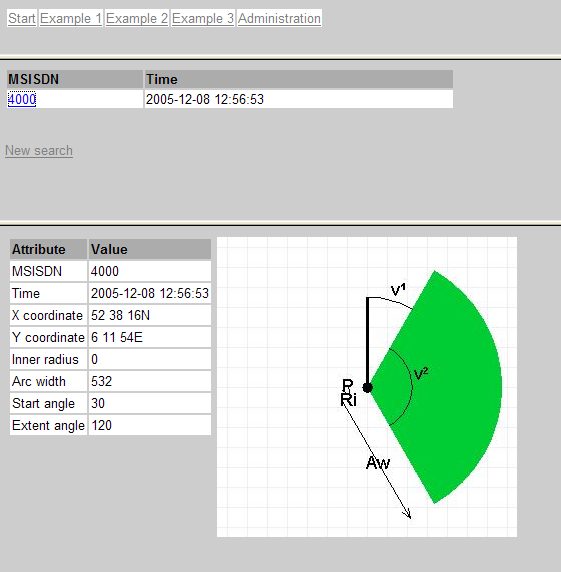 Start Example 1 Example 2 Example 3 Administration
MSISDN Time
4000 2005-12-08 12:56:53
New search
Attribute Value
MSISDN 4000
Time 2005-12-08 12:56:53
X coordinate 52 38 16N
Y coordinate 6 11 54E
Inner radius 0
Arc width 532
Start angle 30
Extent angle 120
V¹
V²
P
Ri
Aw